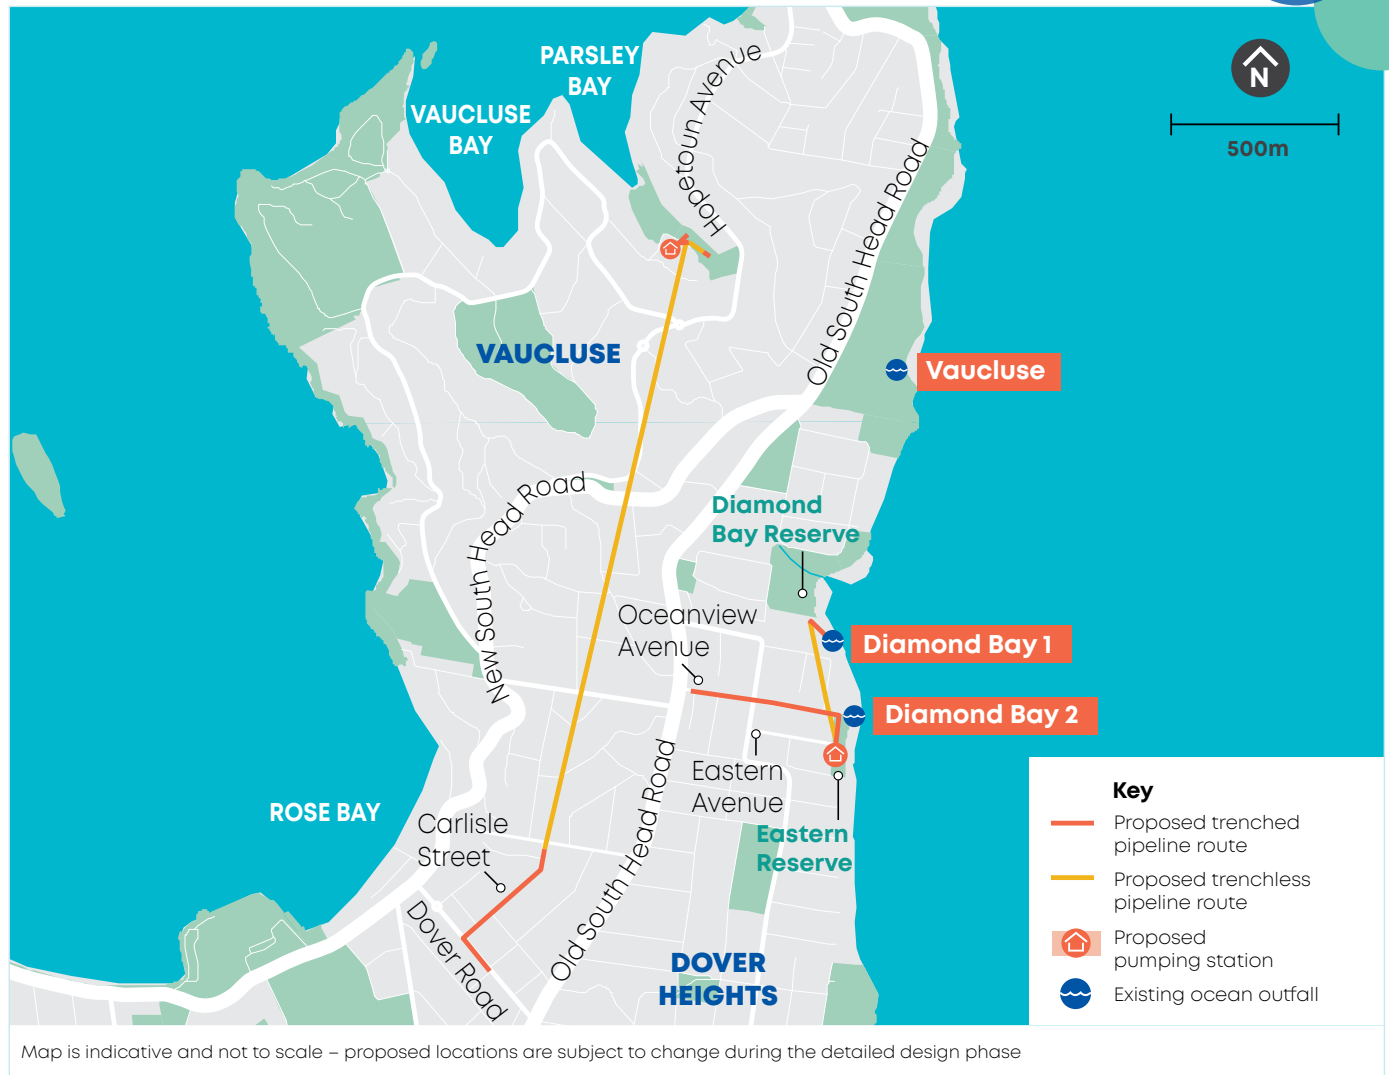 PARSLEY
BAY
VAUCLUSE
BAY
Hopetoun Avenue
Old South Head Road
N
500m
VAUCLUSE
Vaucluse
New South Head Road
Diamond
Bay Reserve
Oceanview
Avenue
Diamond Bay 1
Diamond Bay 2
Eastern
Avenue
Eastern
Reserve
ROSE BAY
Carlisle
Street
Dover Road
Old South Head Road
DOVER
HEIGHTS
Key
Proposed trenched
pipeline route
Proposed trenchless
pipeline route
Proposed
pumping station
Existing ocean outfall
Map is indicative and not to scale – proposed locations are subject to change during the detailed design phase